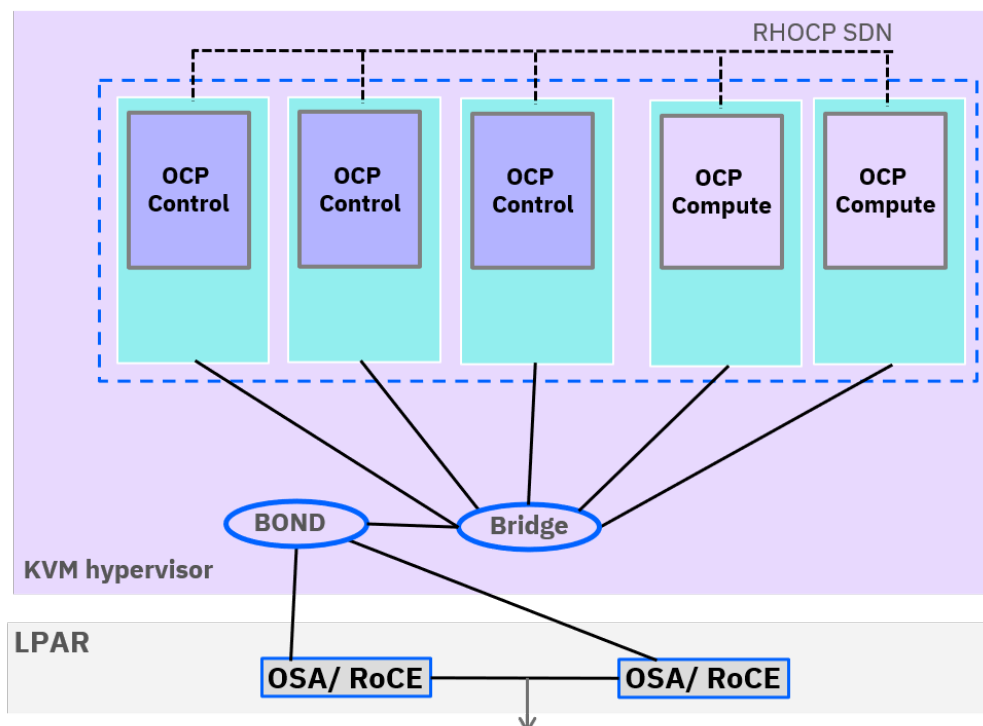 RHOCP SDN
OCP
Control
OCP
Control
OCP
Control
OCP
Compute
OCP
Compute
BOND
Bridge
KVM hypervisor
LPAR
OSA/ RoCE
OSA/ RoCE